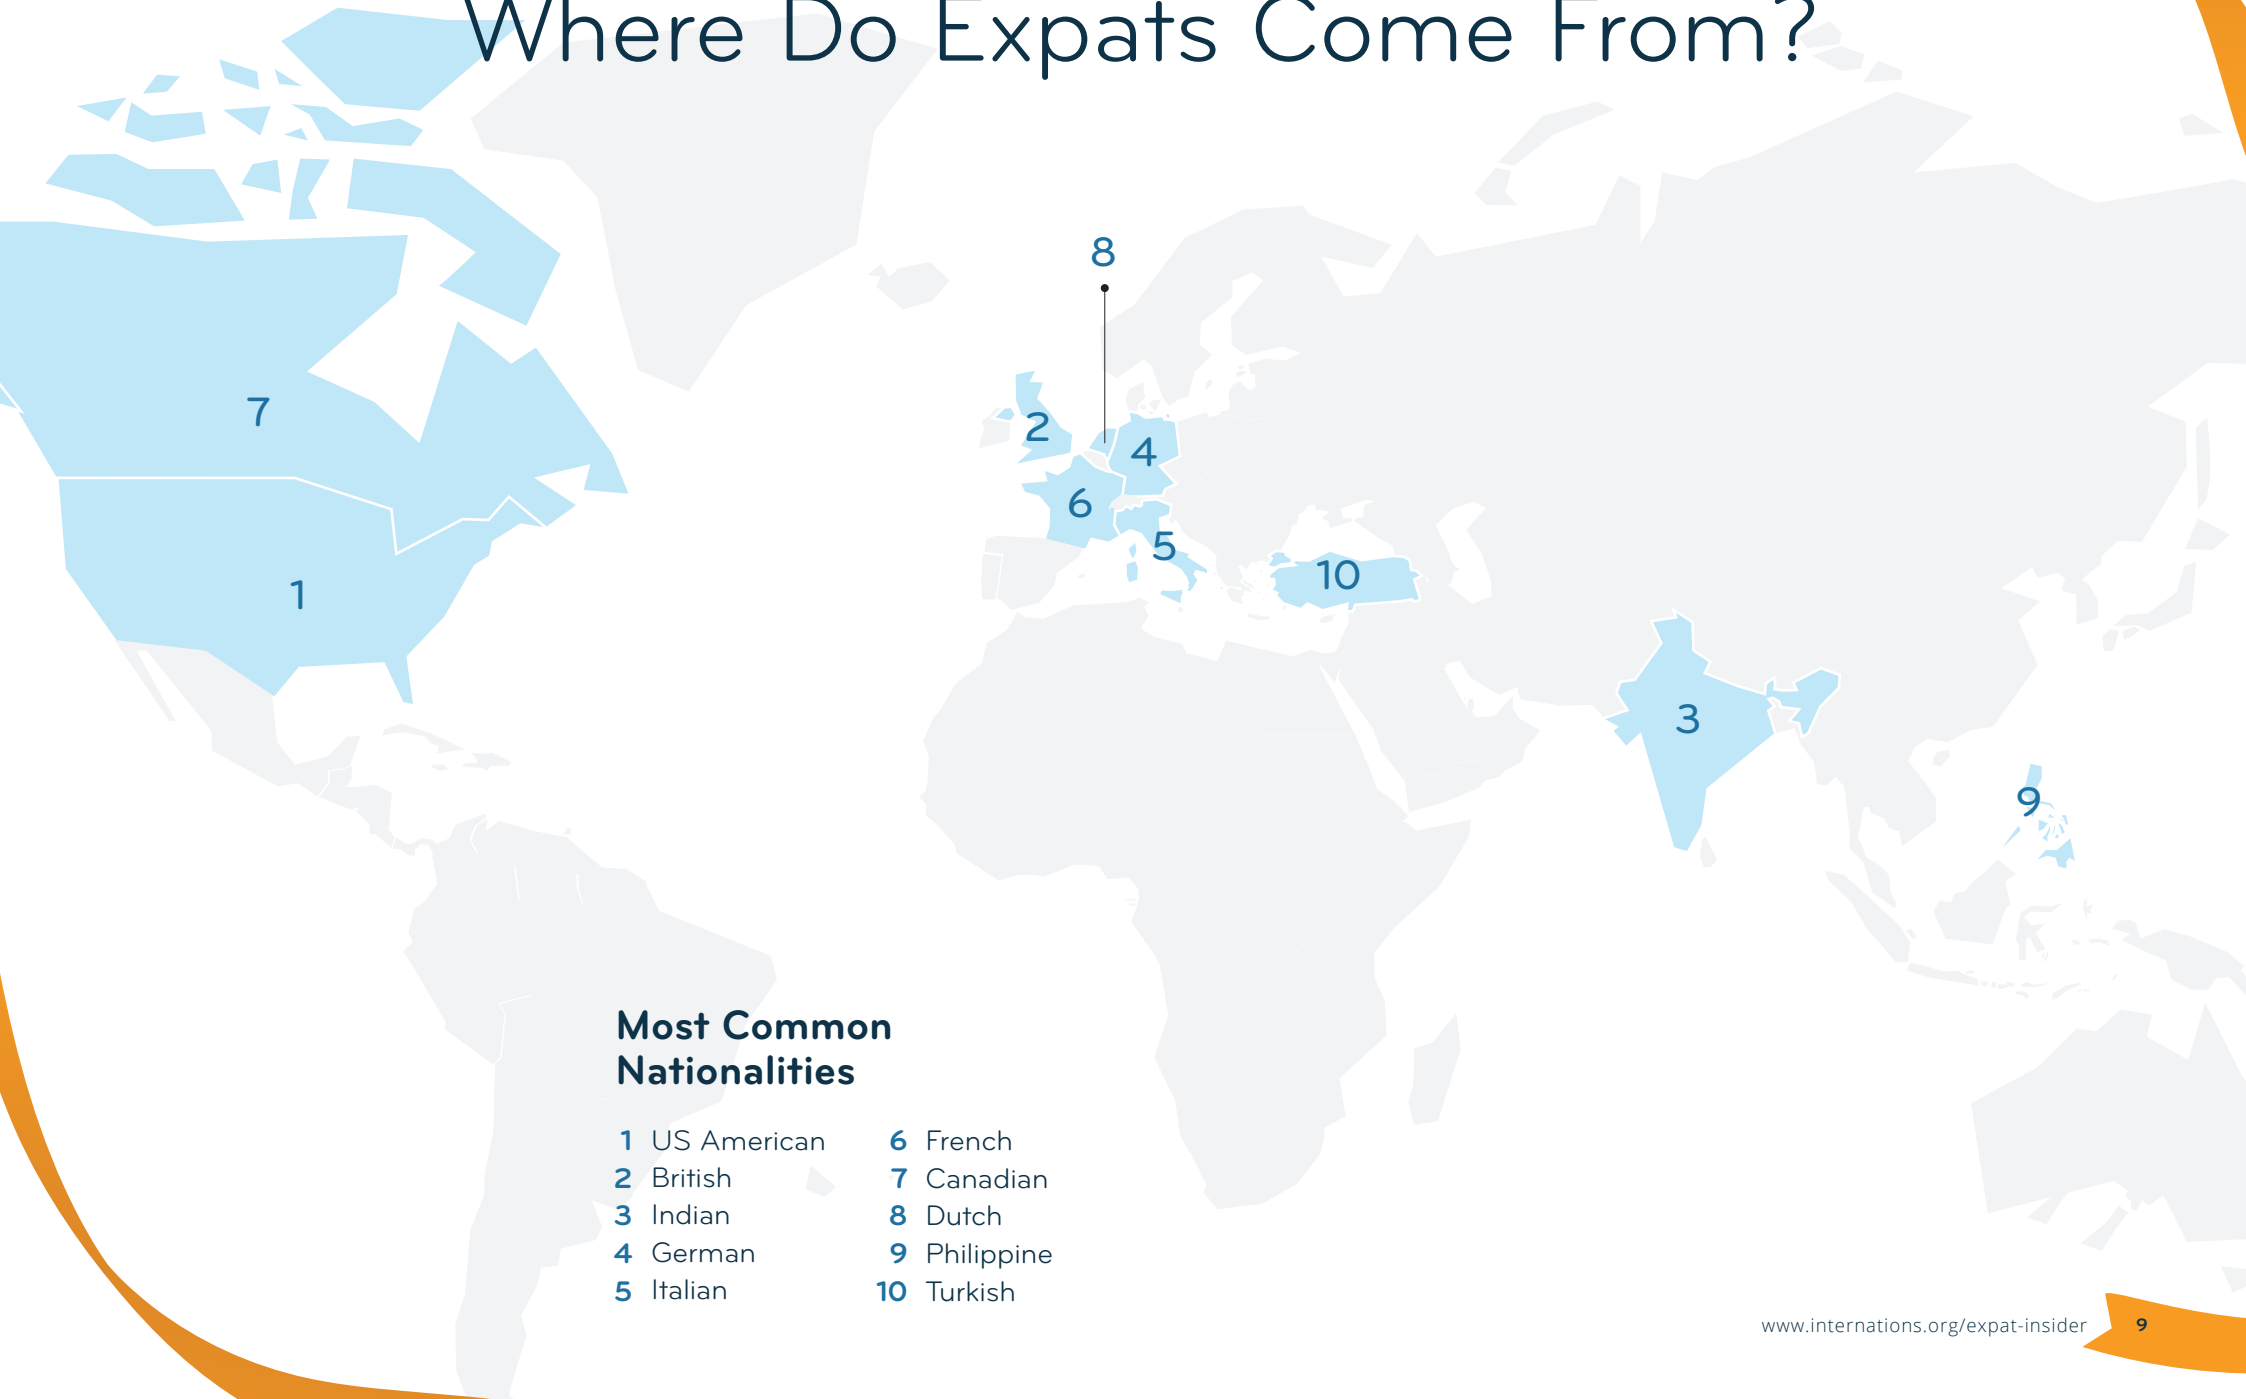 Where Do Expats Come From?
8
7
2
4
6
5
1
10
3
9
Most Common
Nationalities
1 US American
2 British
3 Indian
4 German
5 Italian
6 French
7 Canadian
8 Dutch
9 Philippine
10 Turkish
www.internations.org/expat-insider 9